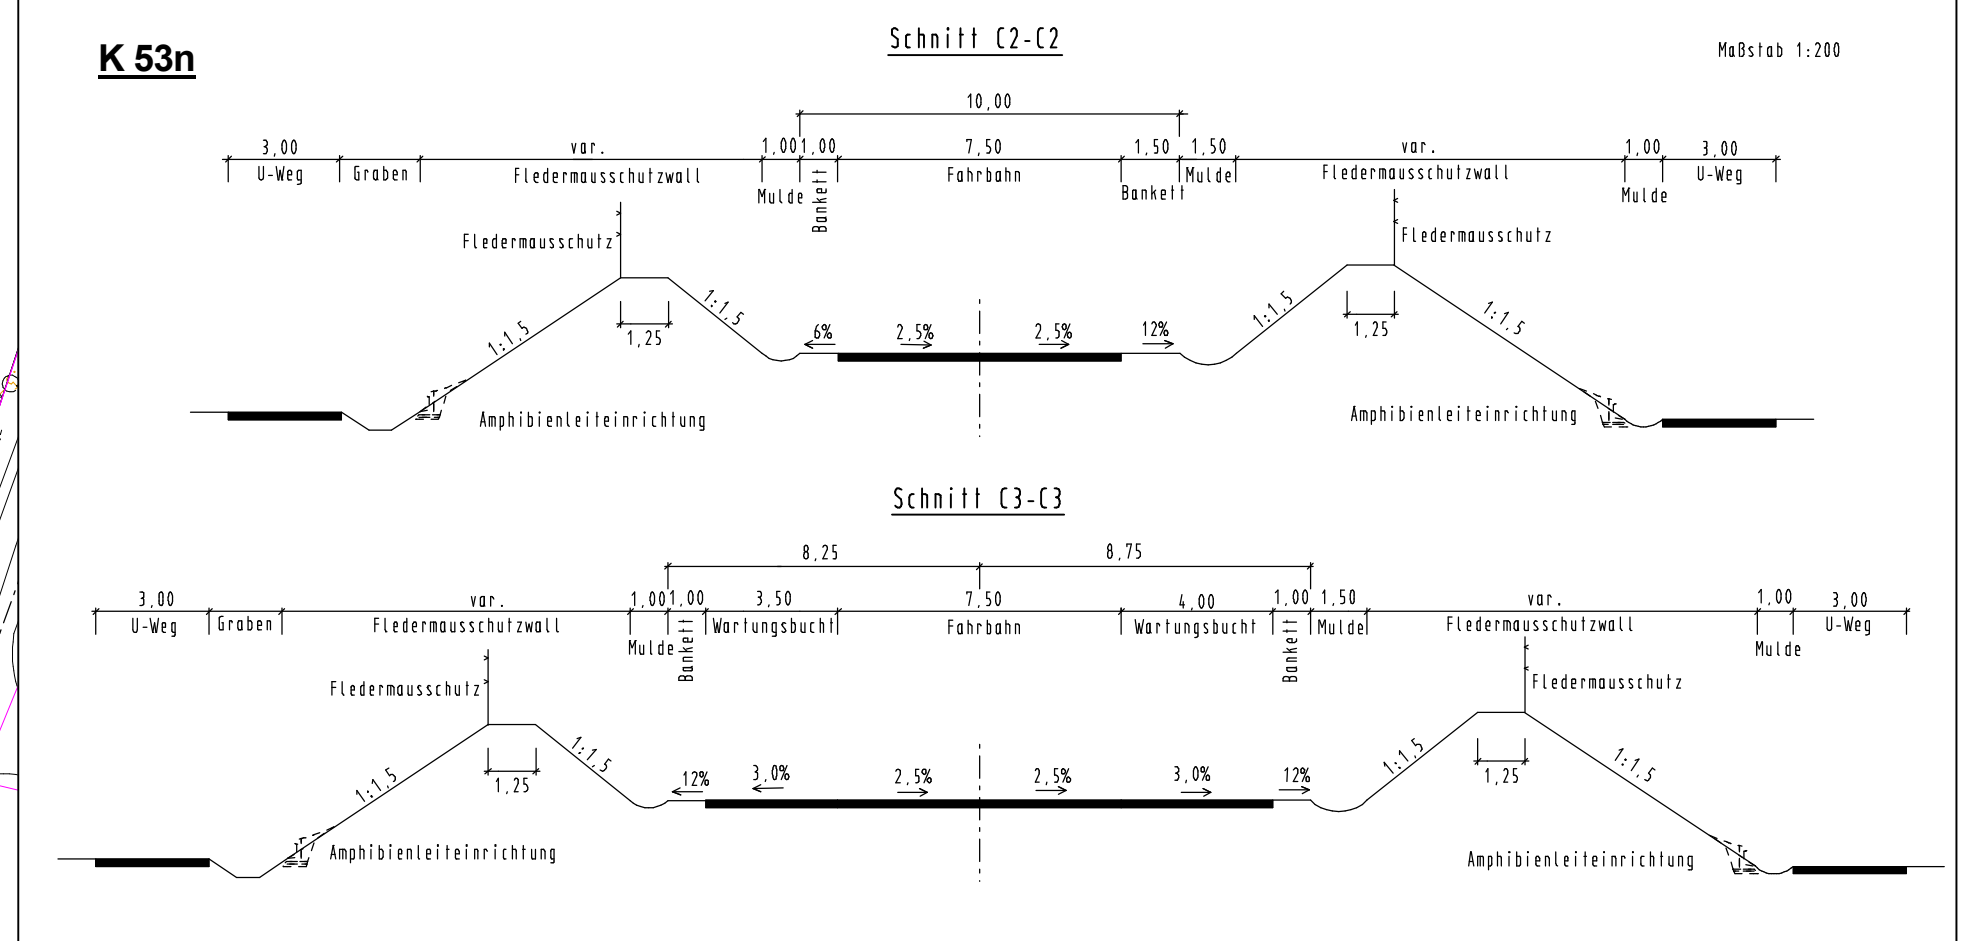 K 53n
Schnitt C2-C2
Maßstab 1:200
10,00
3,00 var. 1,00 1,00 7,50 1,50 1,50 var. 1,00 3,00
U-Weg Graben Fledermausschutzwall Mulde Bankett Fahrbahn Bankett Mulde Fledermausschutzwall Mulde U-Weg
Fledermausschutz Fledermausschutz
1:1,5 1,25 1:1,5 6% 2,5% 2,5% 12% 1:1,5 1,25 1:1,5
Amphibienleiteinrichtung Amphibienleiteinrichtung
Schnitt C3-C3
8,25 8,75
3,00 var. 1,00 1,00 3,50 7,50 4,00 1,00 1,50 var. 1,00 3,00
U-Weg Graben Fledermausschutzwall Mulde Bankett Wartungsbucht Fahrbahn Wartungsbucht Bankett Mulde Fledermausschutzwall Mulde U-Weg
Fledermausschutz Fledermausschutz
1:1,5 1,25 1:1,5 12% 3,0% 2,5% 2,5% 3,0% 12% 1:1,5 1,25 1:1,5
Amphibienleiteinrichtung Amphibienleiteinrichtung